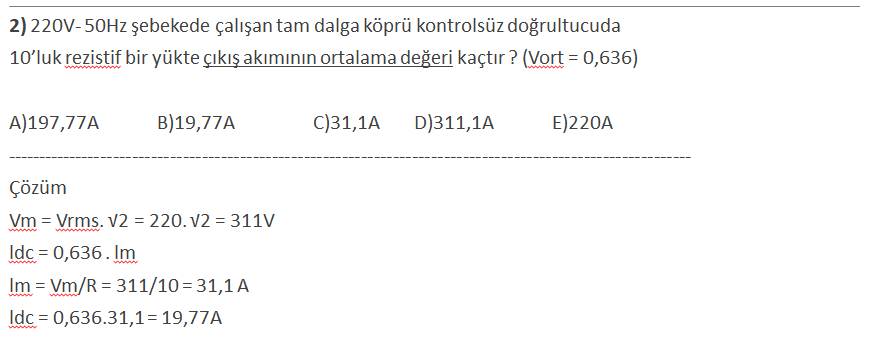 2) 220V- 50Hz şebekede çalışan tam dalga köprü kontrolsüz doğrultucuda
10’luk rezistif bir yükte çıkış akımının ortalama değeri kaçtır ? (Vort = 0,636)
A)197,77A B)19,77A C)31,1A D)311,1A E)220A
----------------------------------------------------------------------------------------------------
Çözüm
Vm = Vrms. √2 = 220. √2 = 311V
Idc = 0,636 . Im
Im = Vm/R = 311/10 = 31,1 A
Idc = 0,636.31,1 = 19,77A